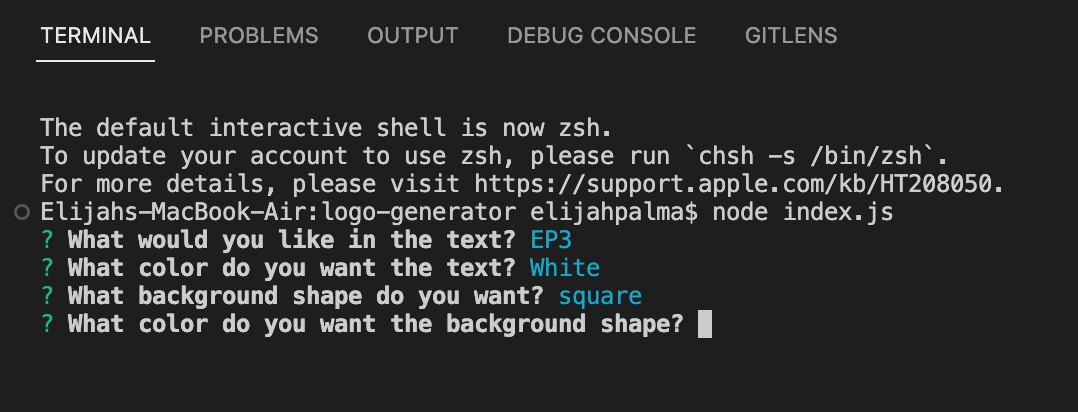 TERMINAL PROBLEMS OUTPUT DEBUG CONSOLE GITLENS
The default interactive shell is now zsh.
To update your account to use zsh, please run `chsh -s /bin/zsh`.
For more details, please visit https://support.apple.com/kb/HT208050.
Elijahs-MacBook-Air:logo-generator elijahpalma$ node index.js
? What would you like in the text? EP3
? What color do you want the text? White
? What background shape do you want? square
? What color do you want the background shape?